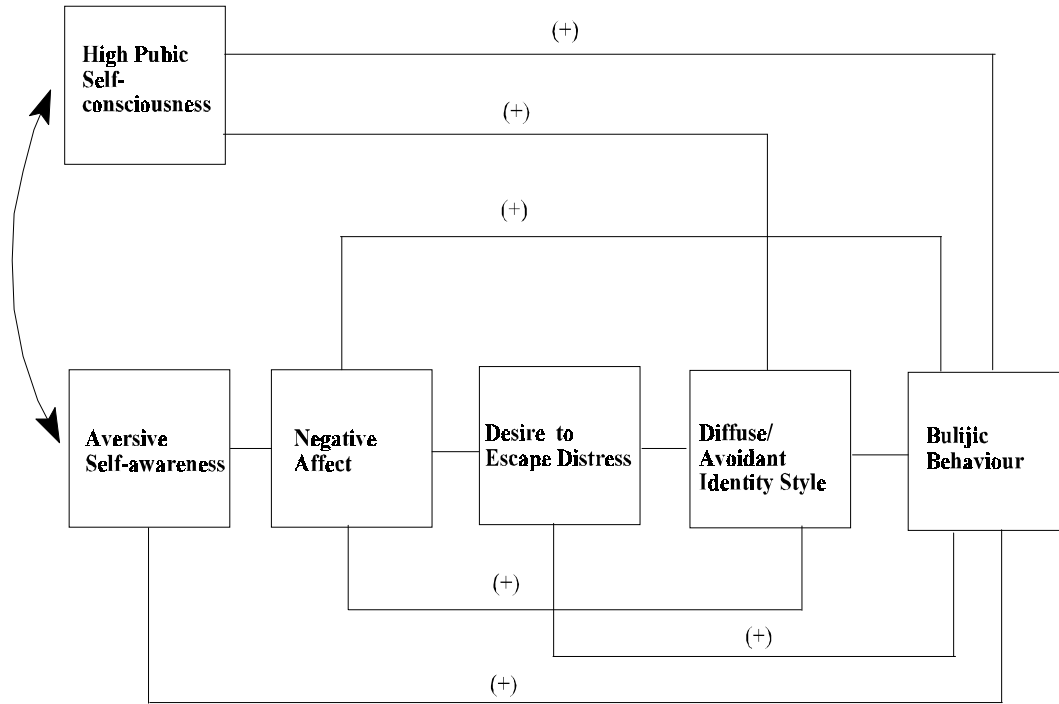 (+)
High Pubic
Self-
consciousness
(+)
(+)
Aversive
Self-awareness
Negative
Affect
Desire to
Escape Distress
Diffuse/
Avoidant
Identity Style
Bulijic
Behaviour
(+)
(+)
(+)